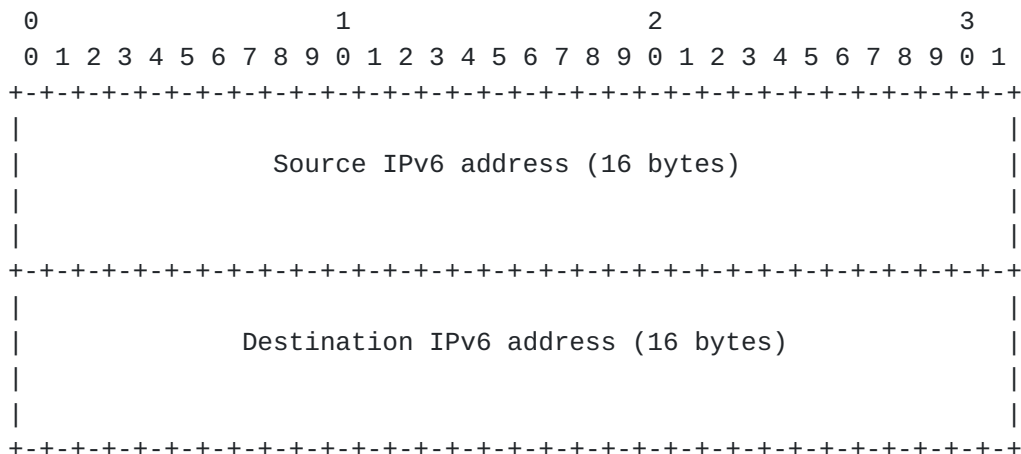 0                   1                   2                   3
 0 1 2 3 4 5 6 7 8 9 0 1 2 3 4 5 6 7 8 9 0 1 2 3 4 5 6 7 8 9 0 1
+-+-+-+-+-+-+-+-+-+-+-+-+-+-+-+-+-+-+-+-+-+-+-+-+-+-+-+-+-+-+-+-+
|                                                               |
|                Source IPv6 address (16 bytes)                 |
|                                                               |
|                                                               |
+-+-+-+-+-+-+-+-+-+-+-+-+-+-+-+-+-+-+-+-+-+-+-+-+-+-+-+-+-+-+-+-+
|                                                               |
|              Destination IPv6 address (16 bytes)              |
|                                                               |
|                                                               |
+-+-+-+-+-+-+-+-+-+-+-+-+-+-+-+-+-+-+-+-+-+-+-+-+-+-+-+-+-+-+-+-+